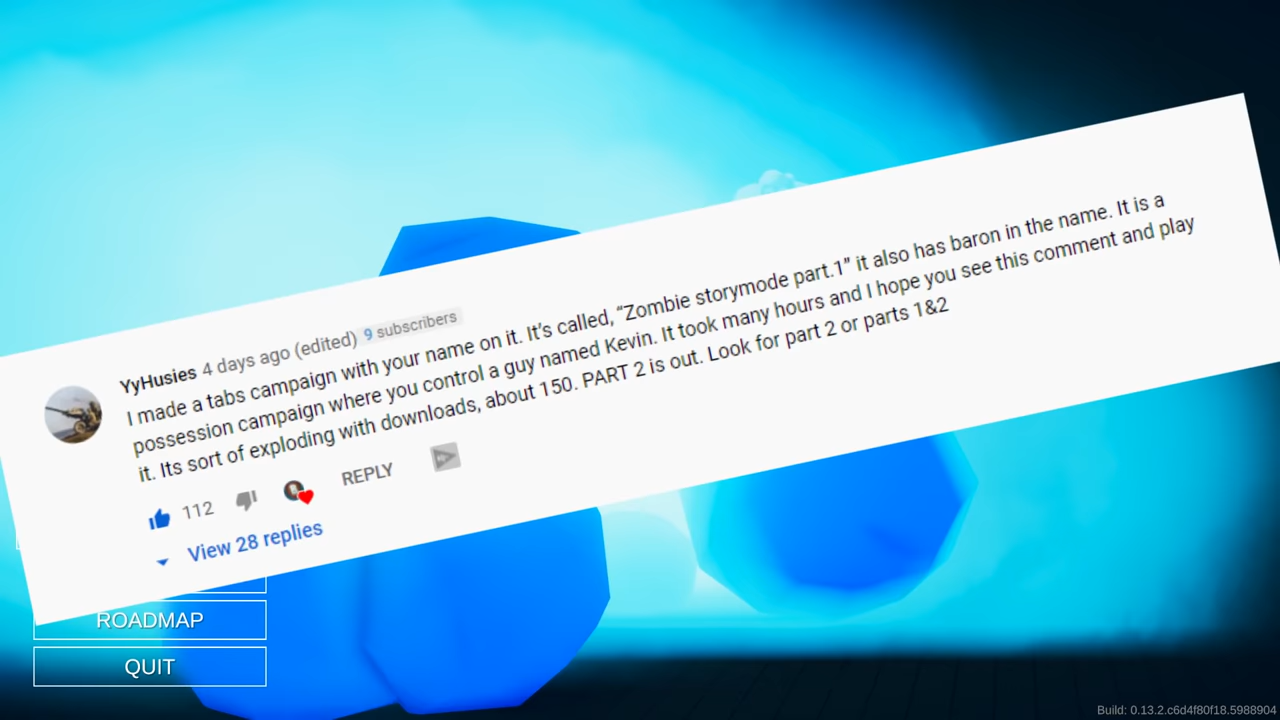 YyHusies 4 days ago (edited) 9 subscribers
I made a tabs campaign with your name on it. It's called, “Zombie storymode part.1” it also has baron in the name. It is a
possession campaign where you control a guy named Kevin. It took many hours and I hope you see this comment and play
it. Its sort of exploding with downloads, about 150. PART 2 is out. Look for part 2 or parts 1&2
112
REPLY
View 28 replies
ROADMAP
QUIT
Build: 0.13.2.c6d4f80f18.5988904